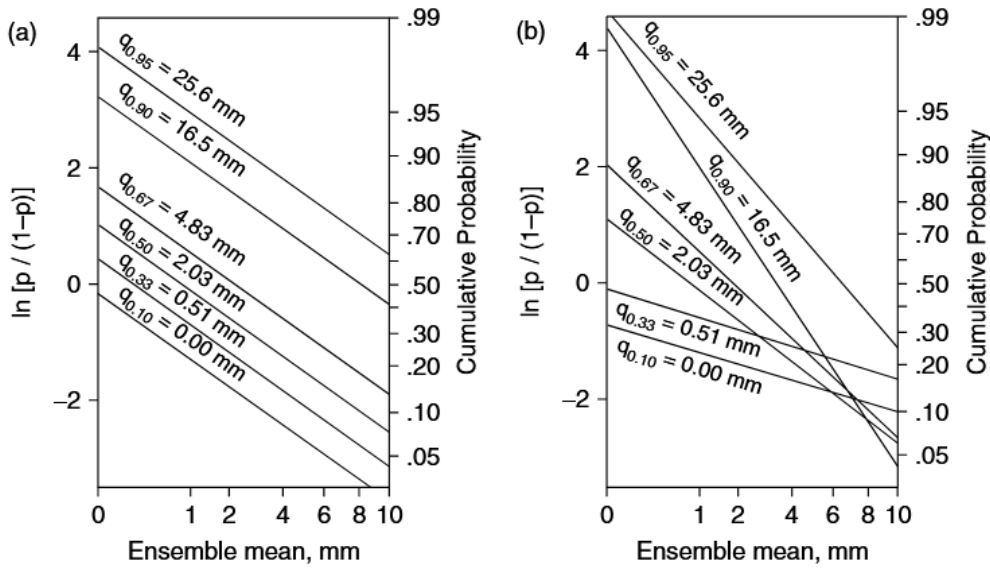 (a)
ln [p / (1–p)]
4
2
0
–2
q0.95 = 25.6 mm
q0.90 = 16.5 mm
q0.67 = 4.83 mm
q0.50 = 2.03 mm
q0.33 = 0.51 mm
q0.10 = 0.00 mm
.99
.95
.90
.80
.70
.50
.30
.20
.10
.05
Cumulative Probability
0 1 2 4 6 8 10
Ensemble mean, mm
(b)
ln [p / (1–p)]
4
2
0
–2
q0.95 = 25.6 mm
q0.90 = 16.5 mm
q0.67 = 4.83 mm
q0.50 = 2.03 mm
q0.33 = 0.51 mm
q0.10 = 0.00 mm
.99
.95
.90
.80
.70
.50
.30
.20
.10
.05
Cumulative Probability
0 1 2 4 6 8 10
Ensemble mean, mm